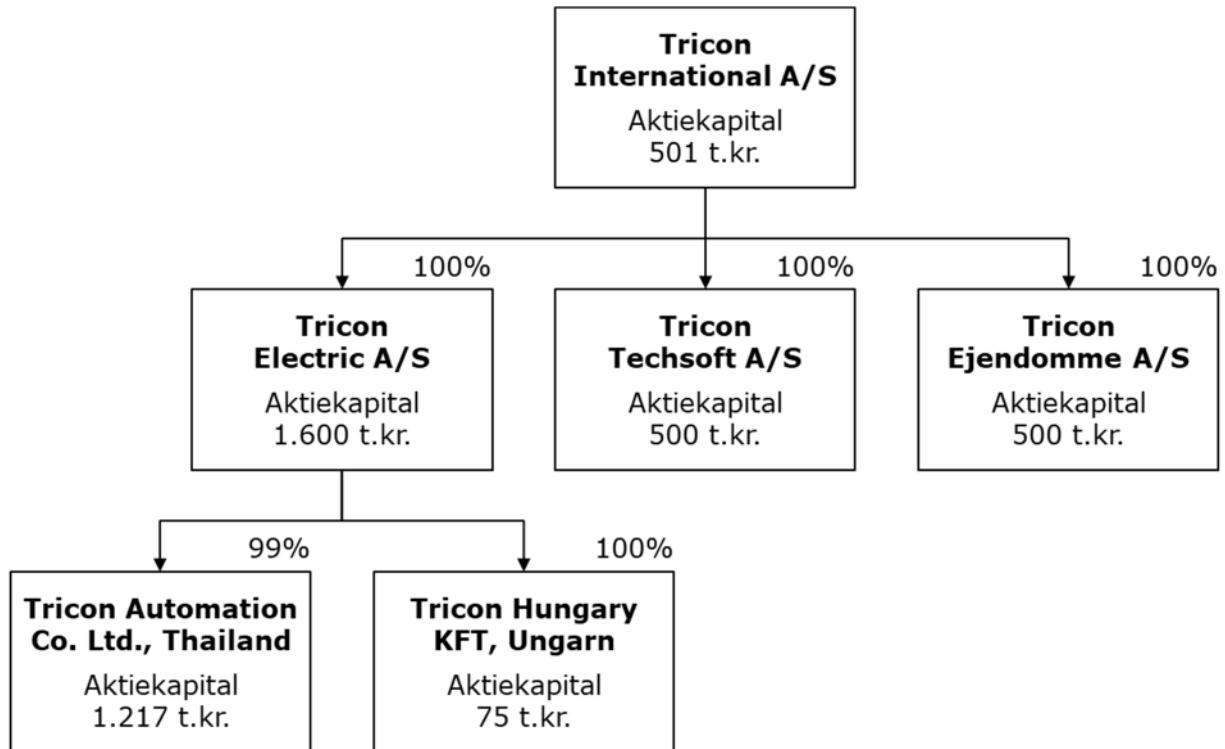 Tricon
International A/S
Aktiekapital
501 t.kr.
100%
100%
100%
Tricon
Electric A/S
Aktiekapital
1.600 t.kr.
Tricon
Techsoft A/S
Aktiekapital
500 t.kr.
Tricon
Ejendomme A/S
Aktiekapital
500 t.kr.
99%
100%
Tricon Automation
Co. Ltd., Thailand
Aktiekapital
1.217 t.kr.
Tricon Hungary
KFT, Ungarn
Aktiekapital
75 t.kr.